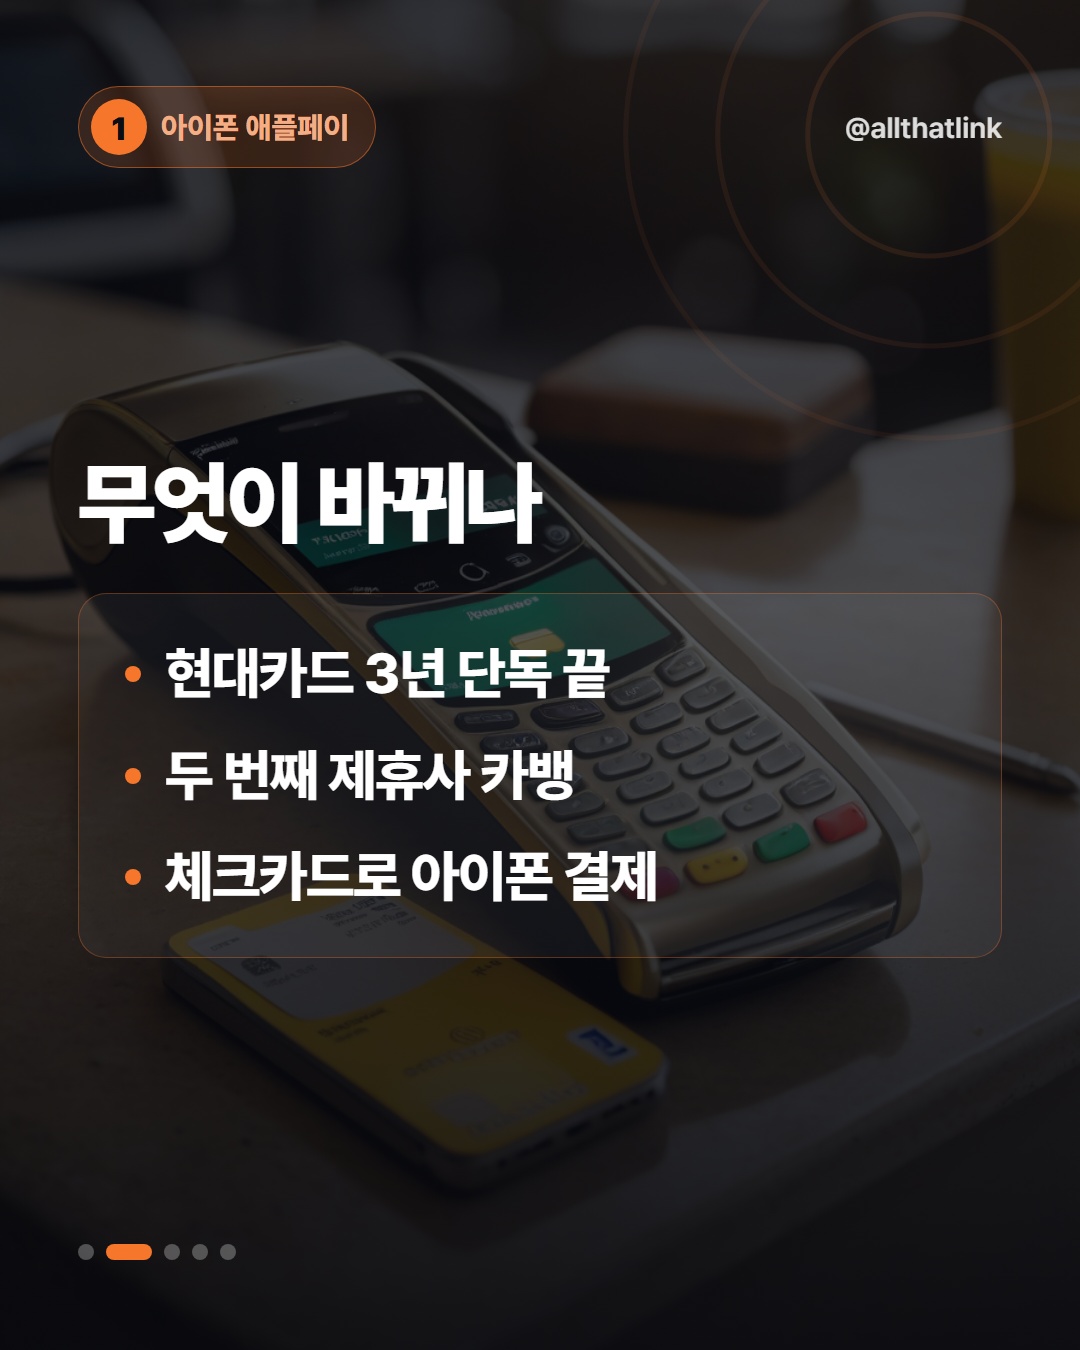 1 아이폰 애플페이
@allthatlink
무엇이 바뀌나
현대카드 3년 단독 끝
두 번째 제휴사 카뱅
체크카드로 아이폰 결제